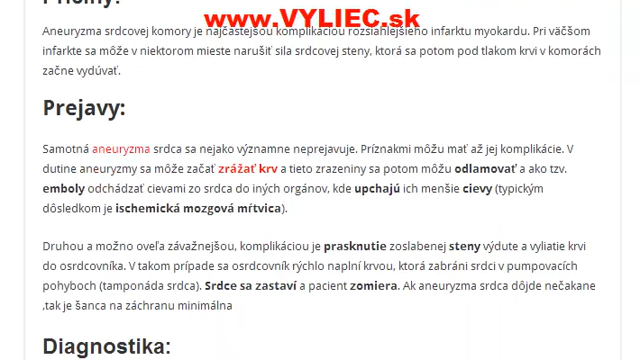 www.VYLIEC.sk
Aneuryzma srdcovej komory je najčastejšou komplikáciou rozsiahlejšieho infarktu myokardu. Pri väčšom
infarkte sa môže v niektorom mieste narušiť sila srdcovej steny, ktorá sa potom pod tlakom krvi v komorách
začne vydúvať.
Prejavy:
Samotná aneuryzma srdca sa nejako významne neprejavuje. Príznakmi môžu mať až jej komplikácie. V
dutine aneuryzmy sa môže začať zrážať krv a tieto zrazeniny sa potom môžu odlamovať a ako tzv.
emboly odchádzať cievami zo srdca do iných orgánov, kde upchajú ich menšie cievy (typickým
dôsledkom je ischemická mozgová mŕtvica).
Druhou a možno oveľa závažnejšou, komplikáciou je prasknutie zoslabenej steny výdute a vyliatie krvi
do osrdcovníka. V takom prípade sa osrdcovník rýchlo naplní krvou, ktorá zabráni srdci v pumpovacích
pohyboch (tamponáda srdca). Srdce sa zastaví a pacient zomiera. Ak aneuryzma srdca dôjde nečakane
,tak je šanca na záchranu minimálna
Diagnostika: